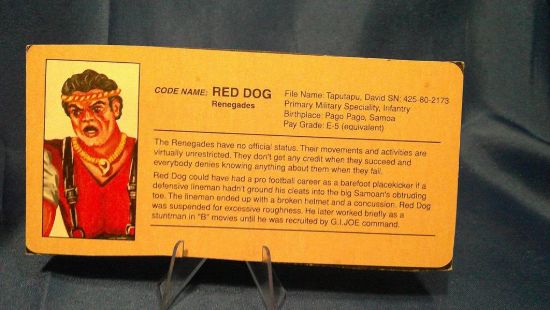 CODE NAME: RED DOG
Renegades
File Name: Taputapu, David SN: 425 80-2173
Primary Military Speciality, Infantry
Birthplace: Pago Pago, Samoa
Pay Grade: E-5 (equivalent)
The Renegades have no official status. Their movements and activities are
virtually unrestricted. They don't get any credit when they succeed and
everybody denies knowing anything about them when they fail.
Red Dog could have had a pro football career as a barefoot placekicker if a
defensive lineman hadn't ground his cleats into the big Samoan's obtruding
toe. The lineman ended up with a broken helmet and a concussion. Red Dog
was suspended for excessive roughness. He later worked briefly as a
stuntman in "B" movies until he was recruited by G.I.JOE command.